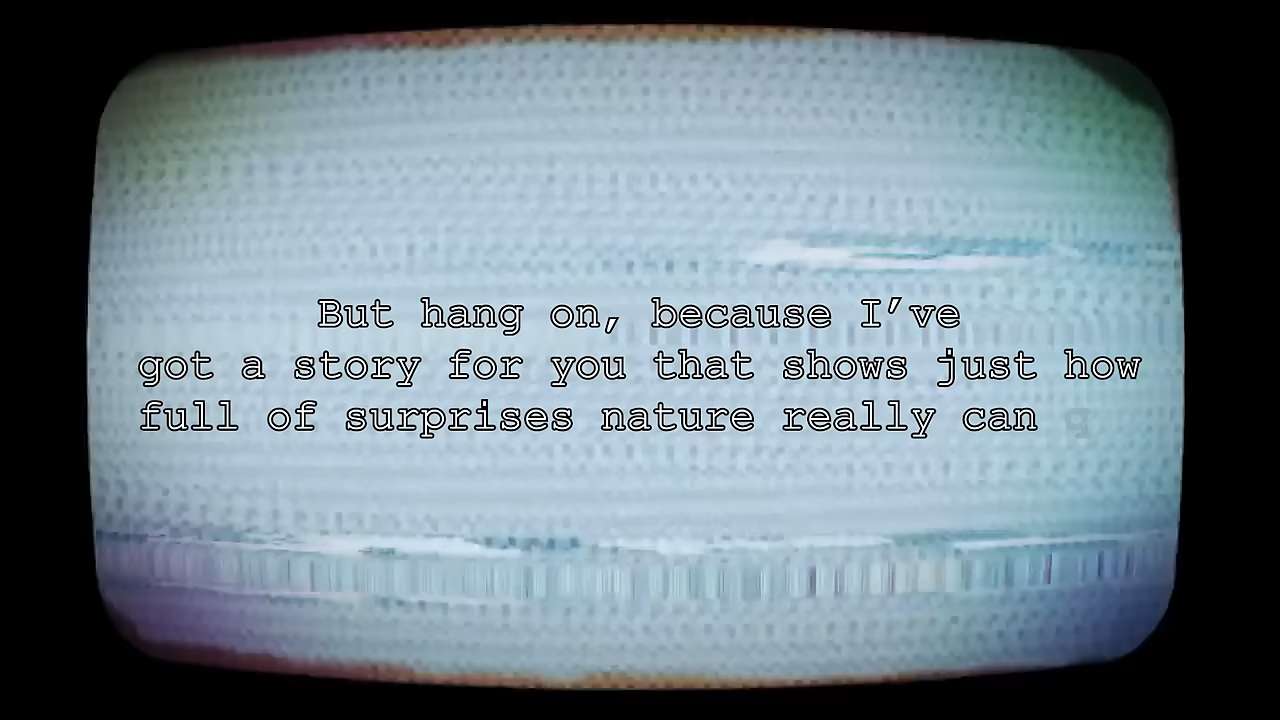 But hang on, because I’ve
got a story for you that shows just how
full of surprises nature really can